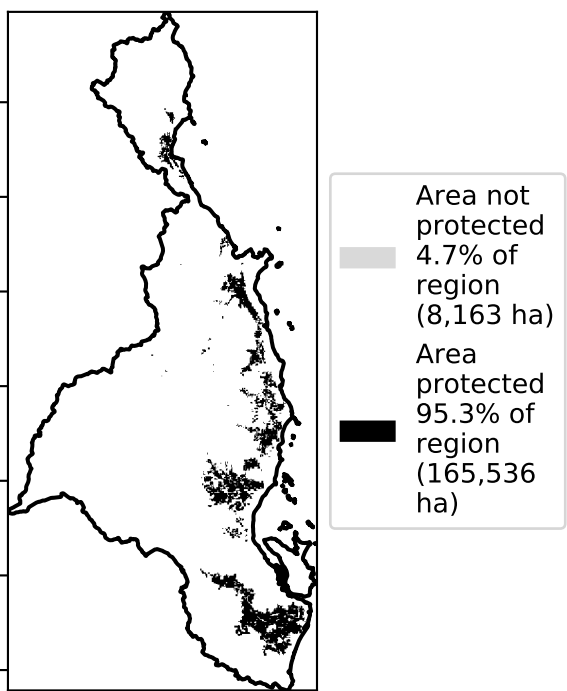 Area not
protected
4.7% of
region
(8,163 ha)
Area
protected
95.3% of
region
(165,536
ha)